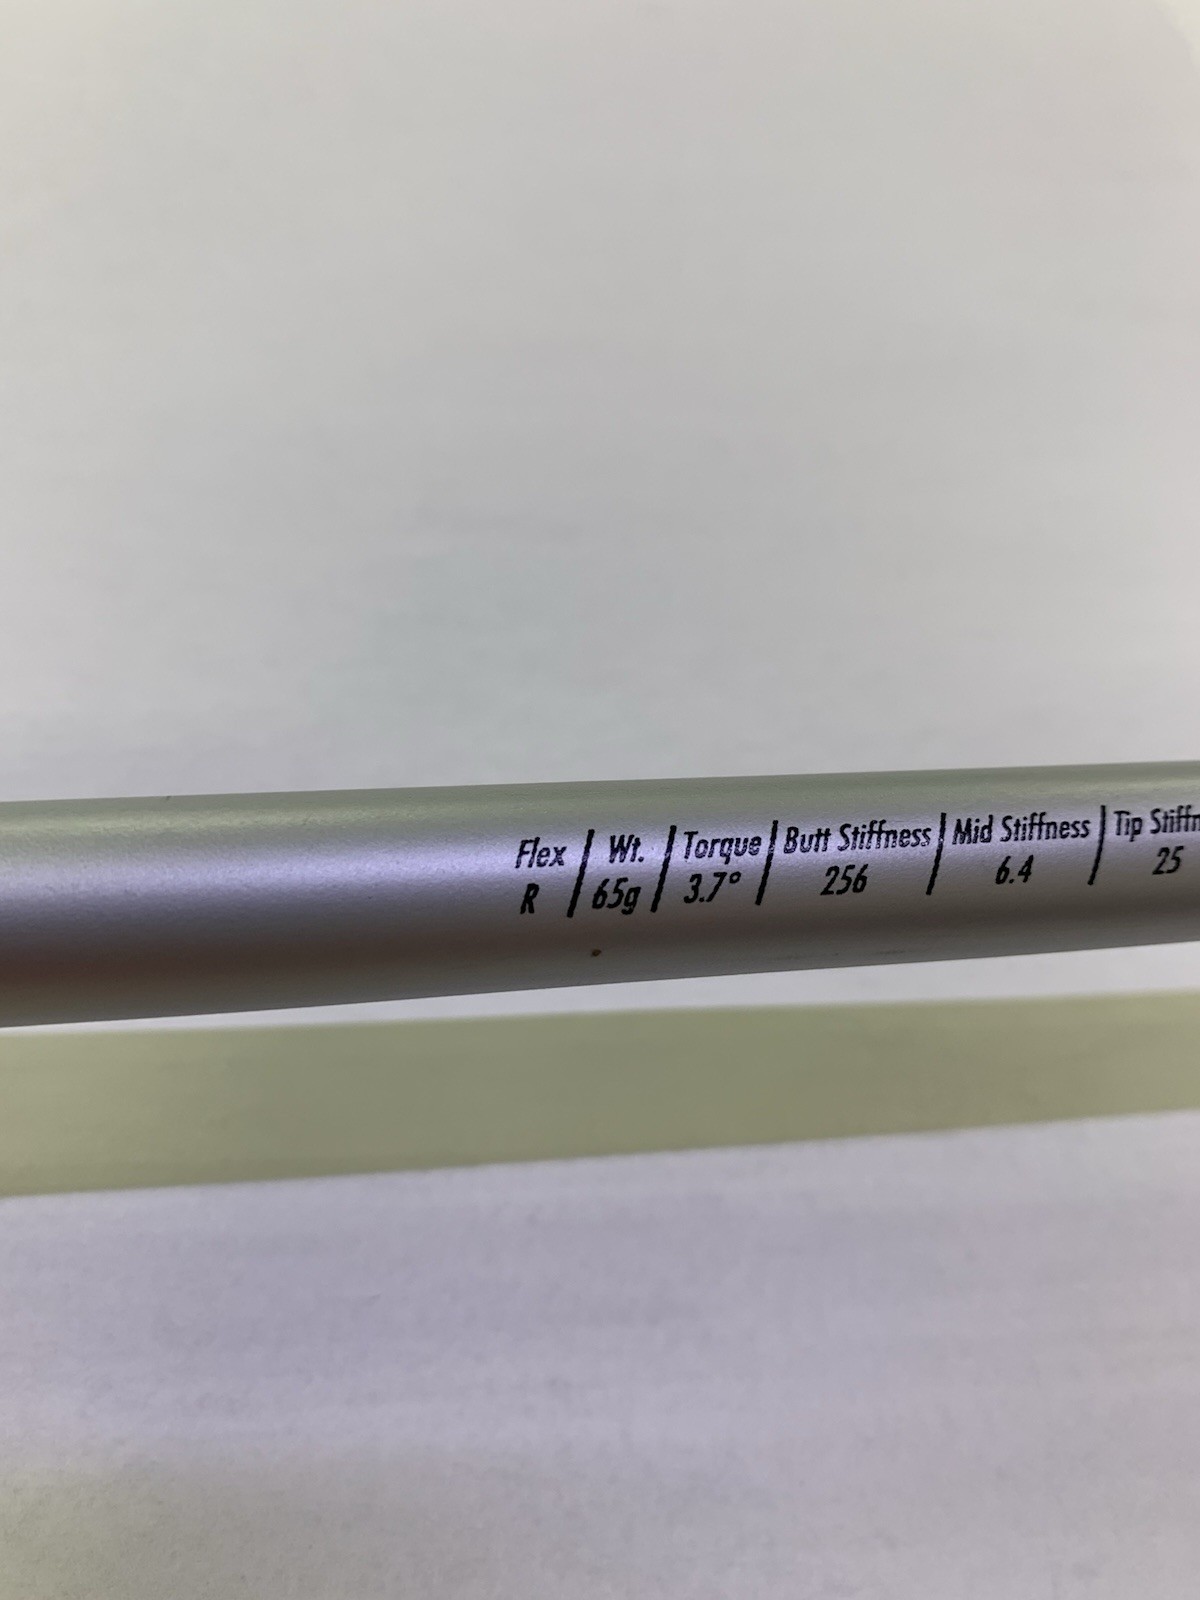 Flex | Wt. | Torque | Butt Stiffness | Mid Stiffness | Tip
R | 65g | 3.7° | 256 | 6.4 | 25